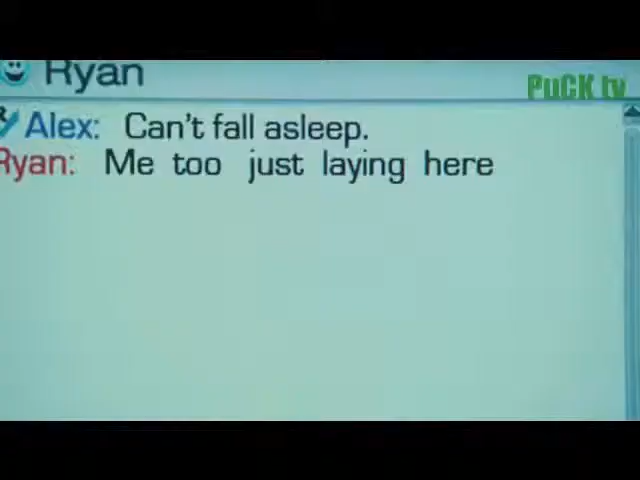 Ryan
PuCK tv
Alex: Can't fall asleep.
Ryan: Me too just laying here